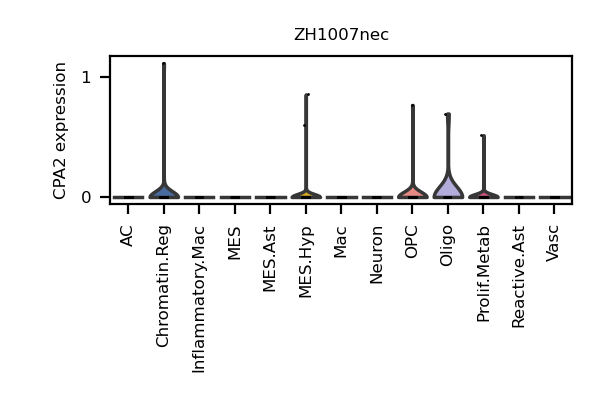 ZH1007nec
CPA2 expression
1
0
AC
Chromatin.Reg
Inflammatory.Mac
MES
MES.Ast
MES.Hyp
Mac
Neuron
OPC
Oligo
Prolif.Metab
Reactive.Ast
Vasc